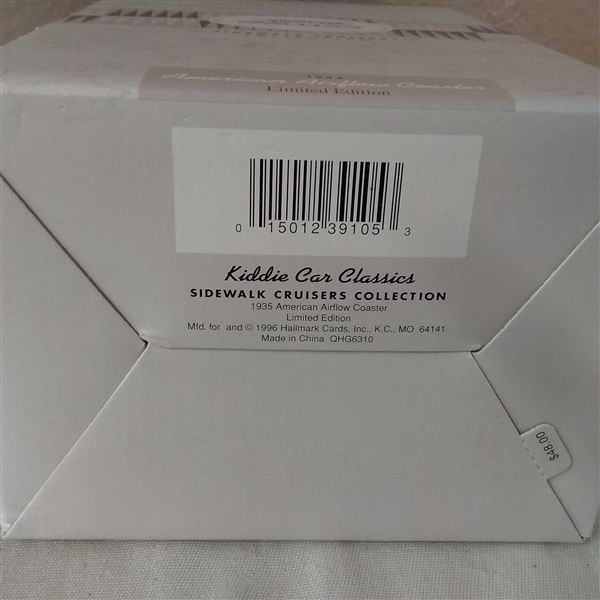 1935
American Airflow Coaster
Limited Edition
0 15012 39105 3
Kiddie Car Classics
SIDEWALK CRUISERS COLLECTION
1935 American Airflow Coaster
Limited Edition
Mfd. for and © 1996 Hallmark Cards, Inc., K.C., MO 64141
Made in China QHG6310
$48.00